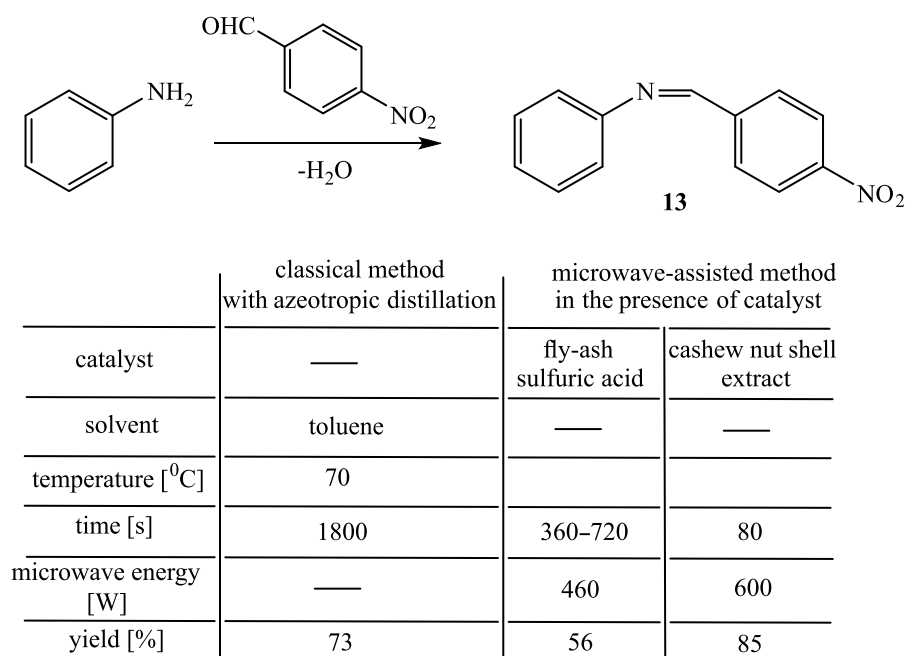 OHC
NH2
NO2
-H2O
N
NO2
13
classical method
with azeotropic distillation
microwave-assisted method
in the presence of catalyst
catalyst
—
fly-ash
sulfuric acid
cashew nut shell
extract
solvent
toluene
—
—
temperature [0C]
70
time [s]
1800
360–720
80
microwave energy
[W]
—
460
600
yield [%]
73
56
85